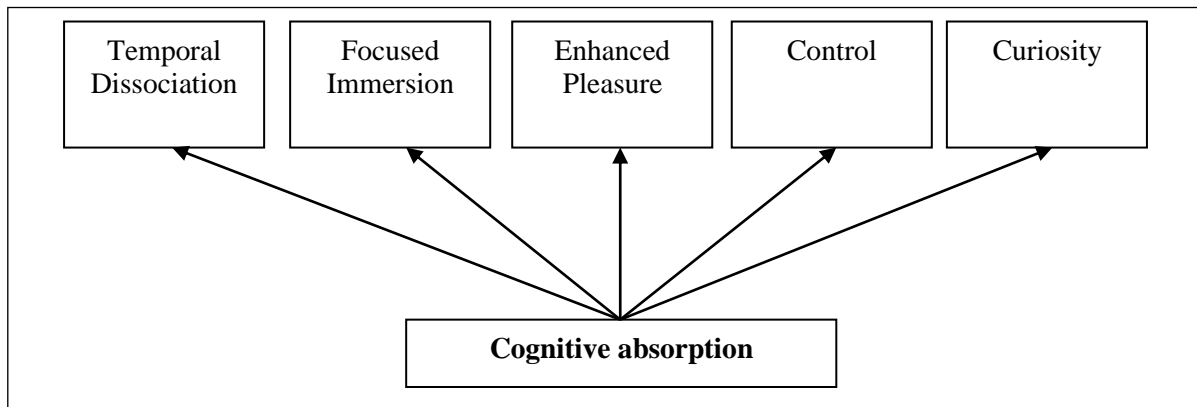 Temporal
Dissociation
Focused
Immersion
Enhanced
Pleasure
Control
Curiosity
Cognitive absorption